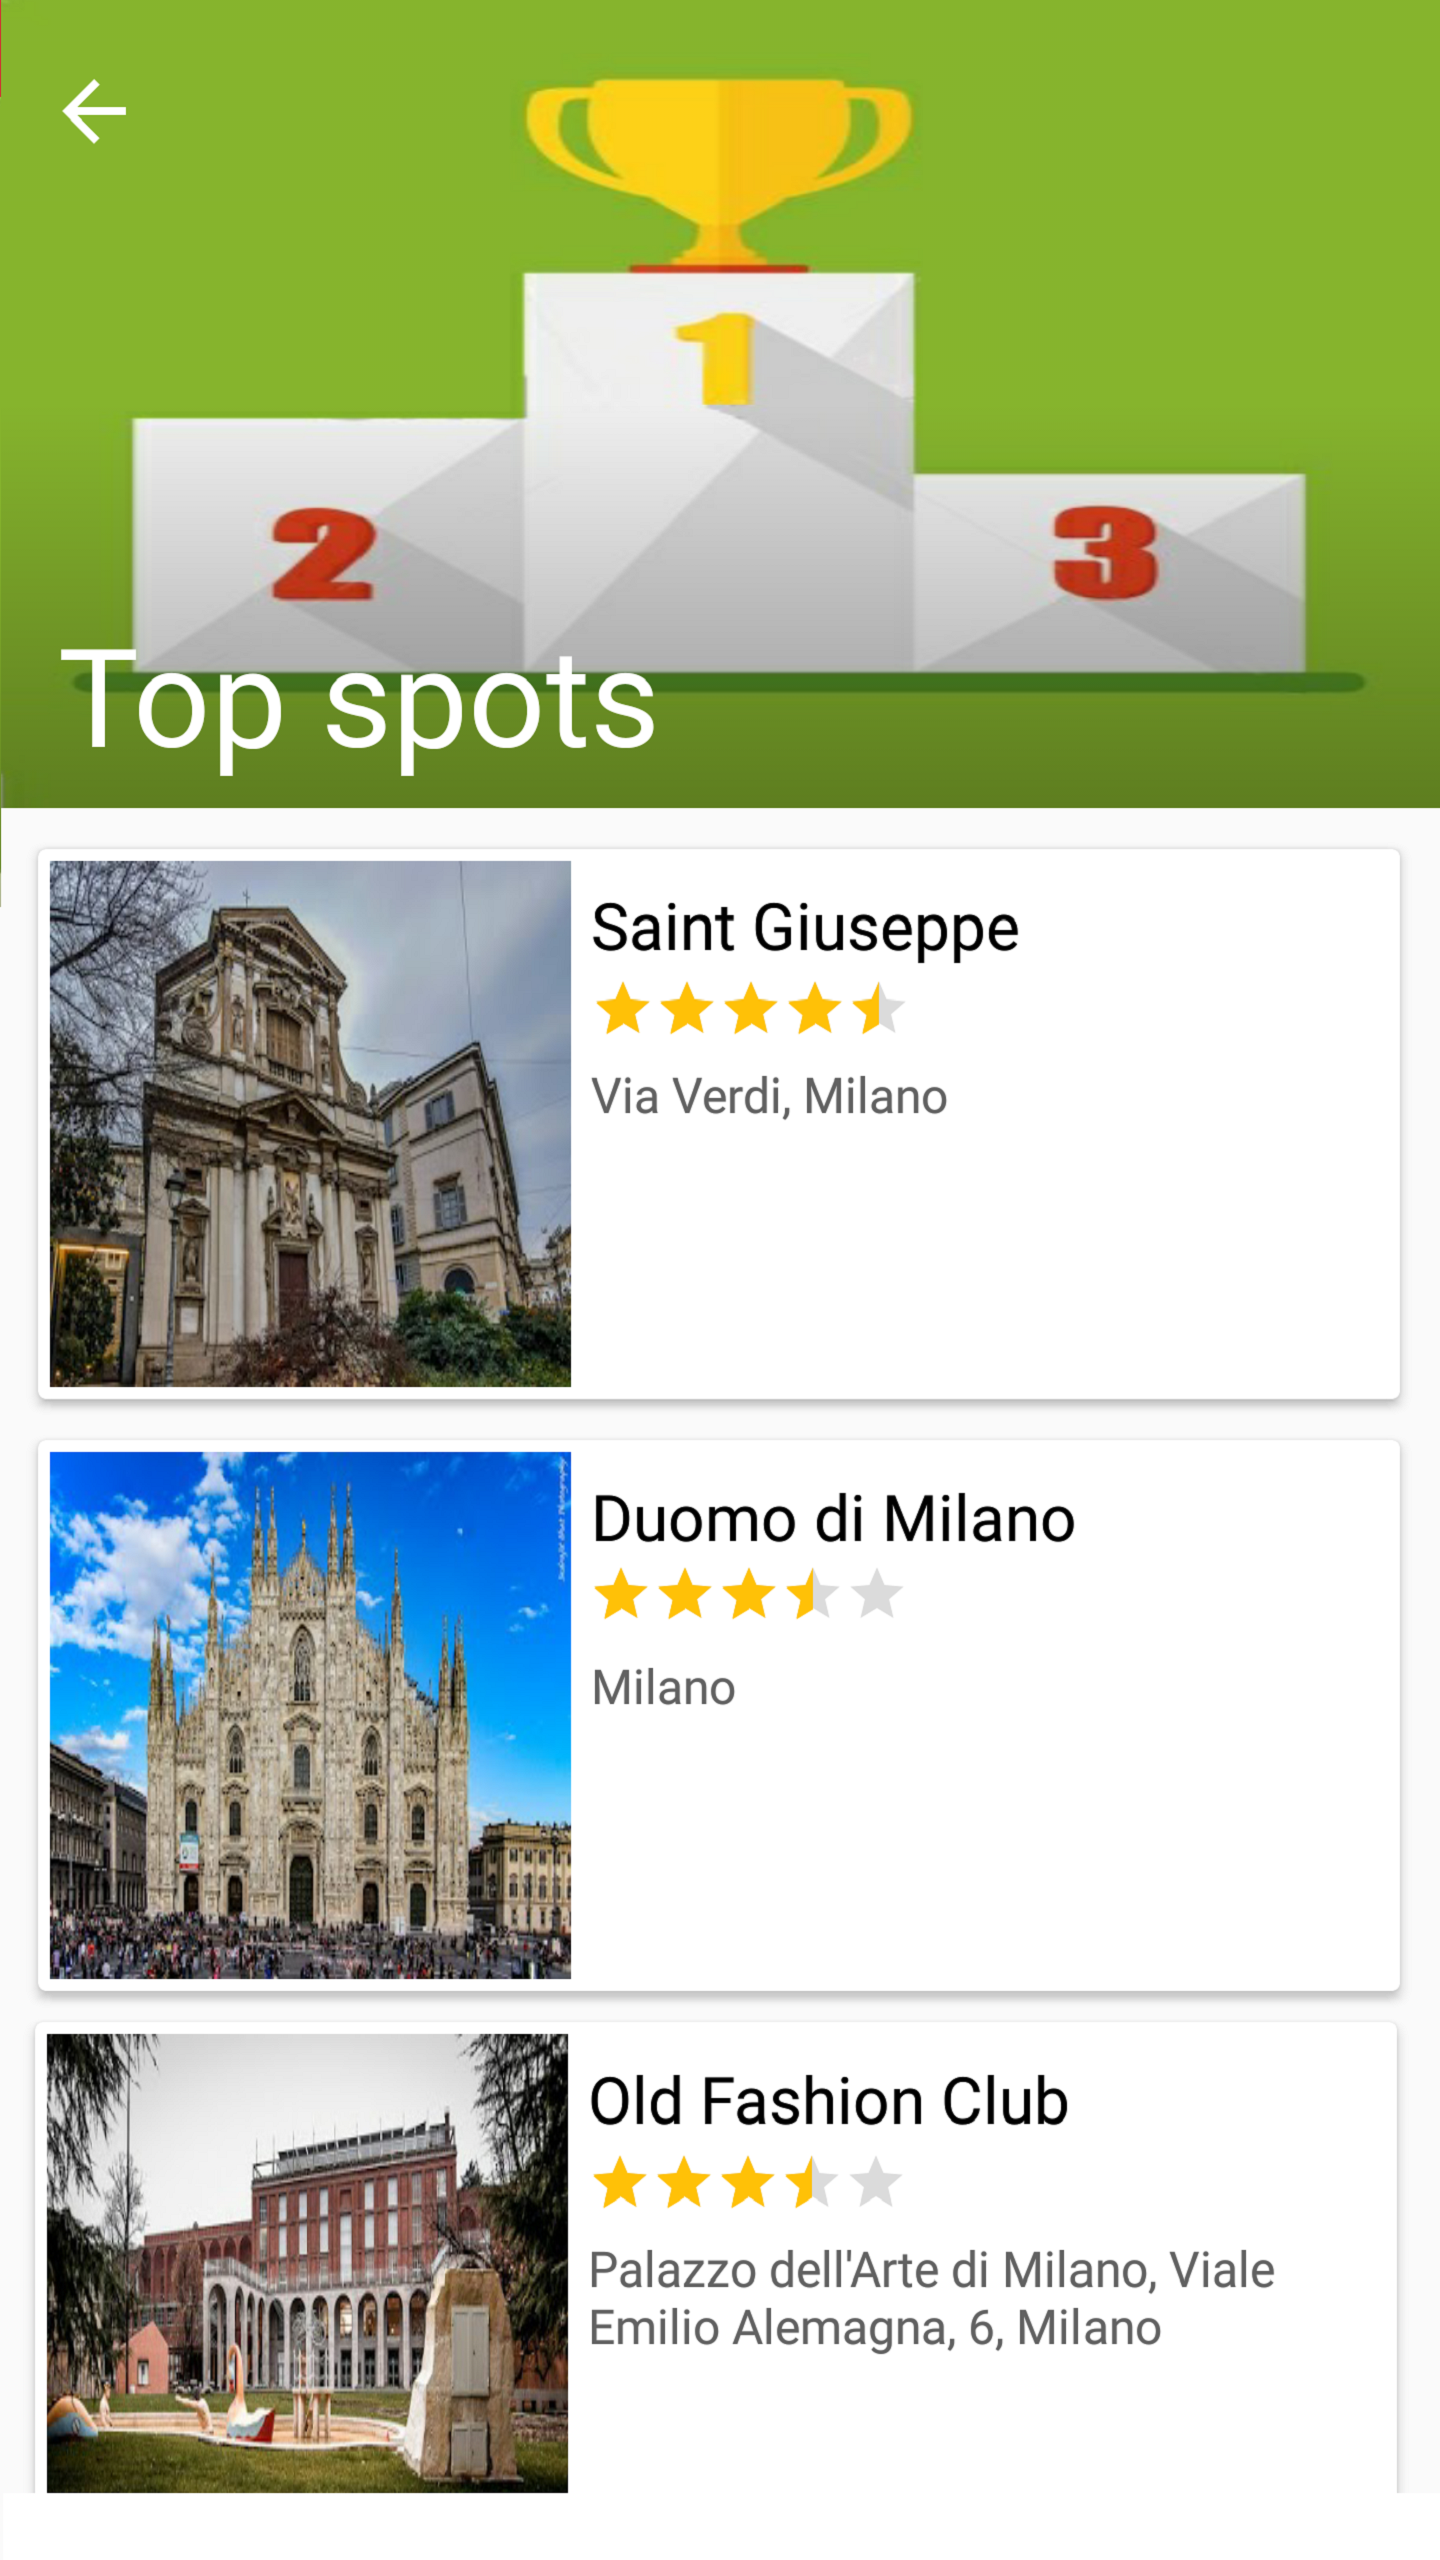 1
2
3
Top spots
Saint Giuseppe
Via Verdi, Milano
Duomo di Milano
Milano
Old Fashion Club
Palazzo dell'Arte di Milano, Viale
Emilio Alemagna, 6, Milano